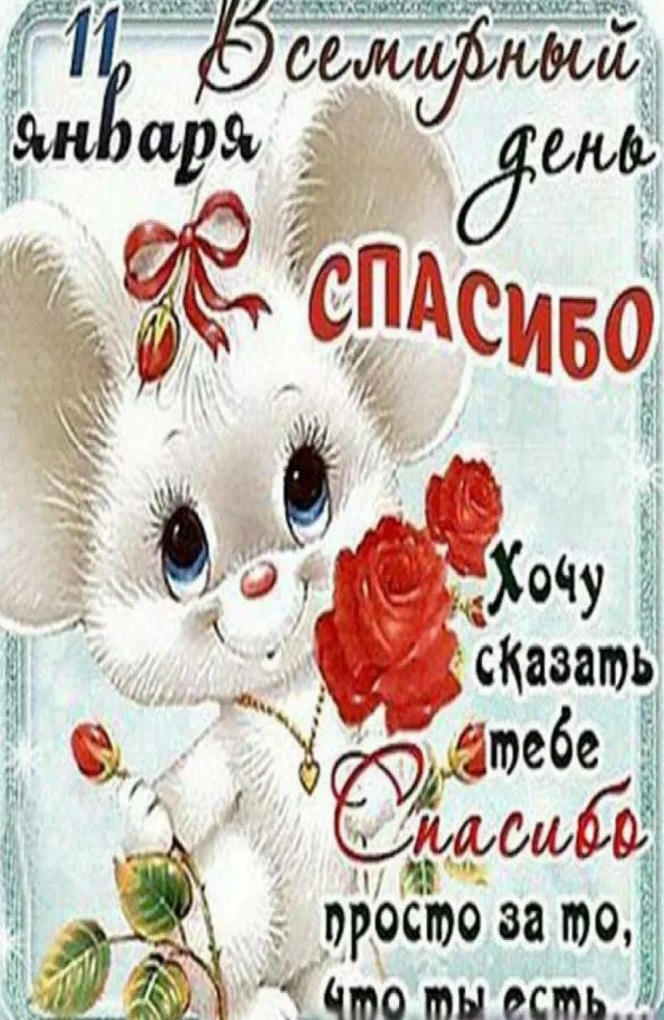 11 Всемирный
января день
СПАСИБО
Хочу
сказать
тебе
Спасибо
просто за то,
что ты есть...